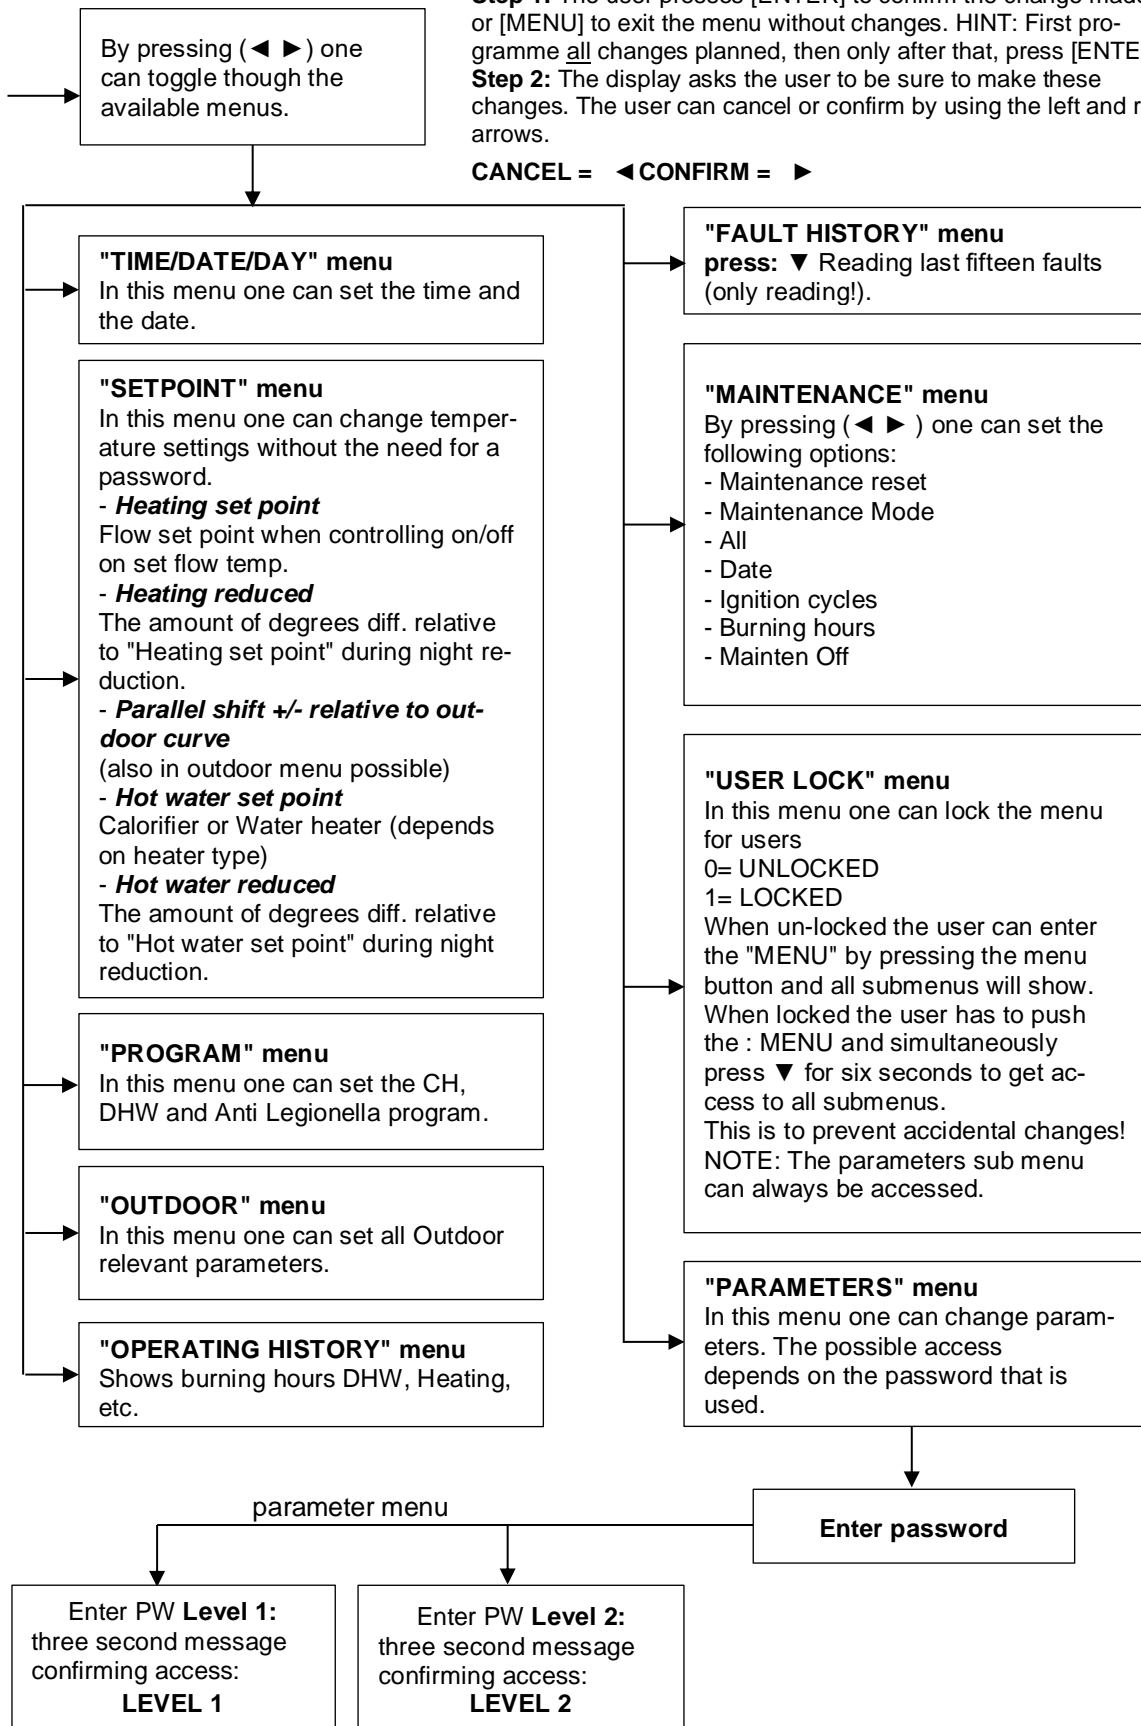 Step 1: The user presses [ENTER] to confirm the change made
or [MENU] to exit the menu without changes. HINT: First pro-
gramme all changes planned, then only after that, press [ENTE
Step 2: The display asks the user to be sure to make these
changes. The user can cancel or confirm by using the left and r
arrows.
CANCEL = ◄ CONFIRM = ►
By pressing (◄ ►) one
can toggle though the
available menus.
"TIME/DATE/DAY" menu
In this menu one can set the time and
the date.
"SETPOINT" menu
In this menu one can change temper-
ature settings without the need for a
password.
- Heating set point
Flow set point when controlling on/off
on set flow temp.
- Heating reduced
The amount of degrees diff. relative
to "Heating set point" during night re-
duction.
- Parallel shift +/- relative to out-
door curve
(also in outdoor menu possible)
- Hot water set point
Calorifier or Water heater (depends
on heater type)
- Hot water reduced
The amount of degrees diff. relative
to "Hot water set point" during night
reduction.
"PROGRAM" menu
In this menu one can set the CH,
DHW and Anti Legionella program.
"OUTDOOR" menu
In this menu one can set all Outdoor
relevant parameters.
"OPERATING HISTORY" menu
Shows burning hours DHW, Heating,
etc.
"FAULT HISTORY" menu
press: ▼ Reading last fifteen faults
(only reading!).
"MAINTENANCE" menu
By pressing (◄ ► ) one can set the
following options:
- Maintenance reset
- Maintenance Mode
- All
- Date
- Ignition cycles
- Burning hours
- Mainten Off
"USER LOCK" menu
In this menu one can lock the menu
for users
0= UNLOCKED
1= LOCKED
When un-locked the user can enter
the "MENU" by pressing the menu
button and all submenus will show.
When locked the user has to push
the : MENU and simultaneously
press ▼ for six seconds to get ac-
cess to all submenus.
This is to prevent accidental changes!
NOTE: The parameters sub menu
can always be accessed.
"PARAMETERS" menu
In this menu one can change param-
eters. The possible access
depends on the password that is
used.
Enter password
parameter menu
Enter PW Level 1:
three second message
confirming access:
LEVEL 1
Enter PW Level 2:
three second message
confirming access:
LEVEL 2